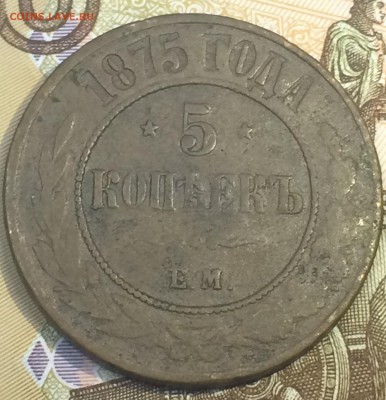 COINS.LAVE.RU
1875 ГОДА
5
КОПѢЕКЪ
Е.М.